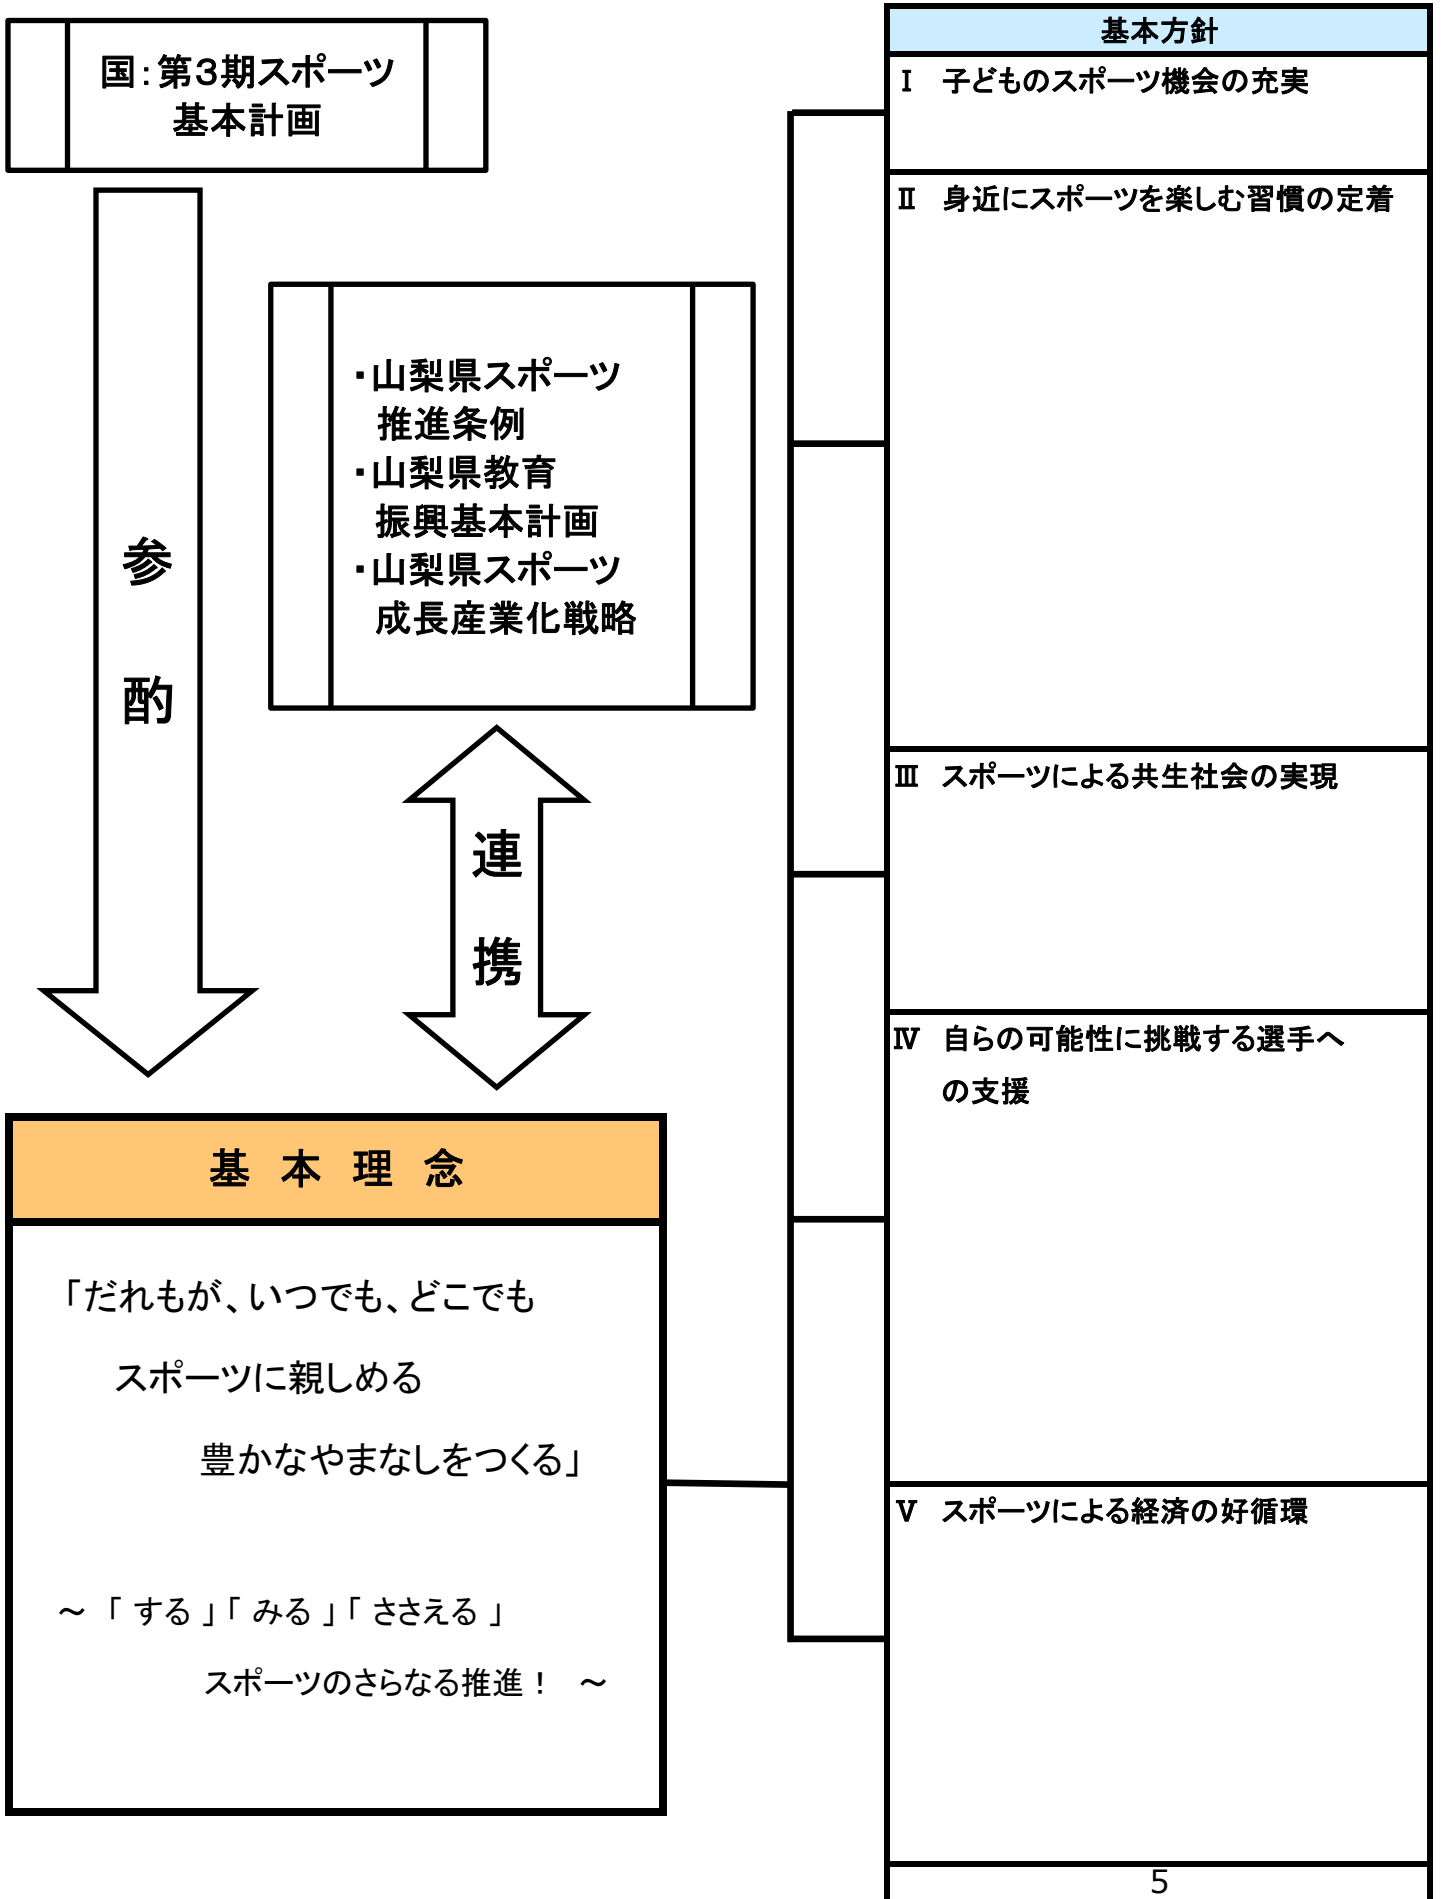 国：第３期スポーツ
基本計画
参
酌
・山梨県スポーツ
推進条例
・山梨県教育
振興基本計画
・山梨県スポーツ
成長産業化戦略
連
携
基　本　理　念
「だれもが、いつでも、どこでも
スポーツに親しめる
豊かなやまなしをつくる」
～「 する 」「 みる 」「 ささえる 」
スポーツのさらなる推進！　～
基本方針
Ⅰ　子どものスポーツ機会の充実
Ⅱ　身近にスポーツを楽しむ習慣の定着
Ⅲ　スポーツによる共生社会の実現
Ⅳ　自らの可能性に挑戦する選手へ
の支援
Ⅴ　スポーツによる経済の好循環
5